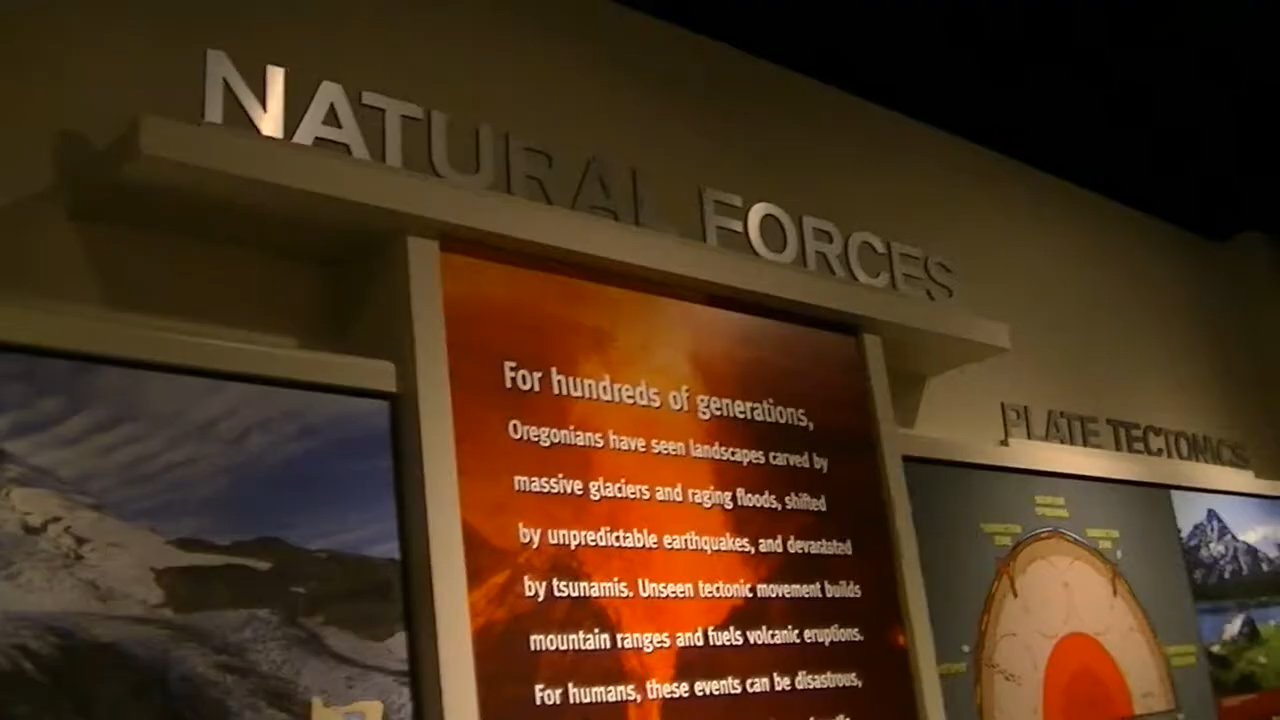 NATURAL FORCES
For hundreds of generations,
Oregonians have seen landscapes carved by
massive glaciers and raging floods, shifted
by unpredictable earthquakes, and devastated
by tsunamis. Unseen tectonic movement builds
mountain ranges and fuels volcanic eruptions.
For humans, these events can be disastrous,
PLATE TECTONICS